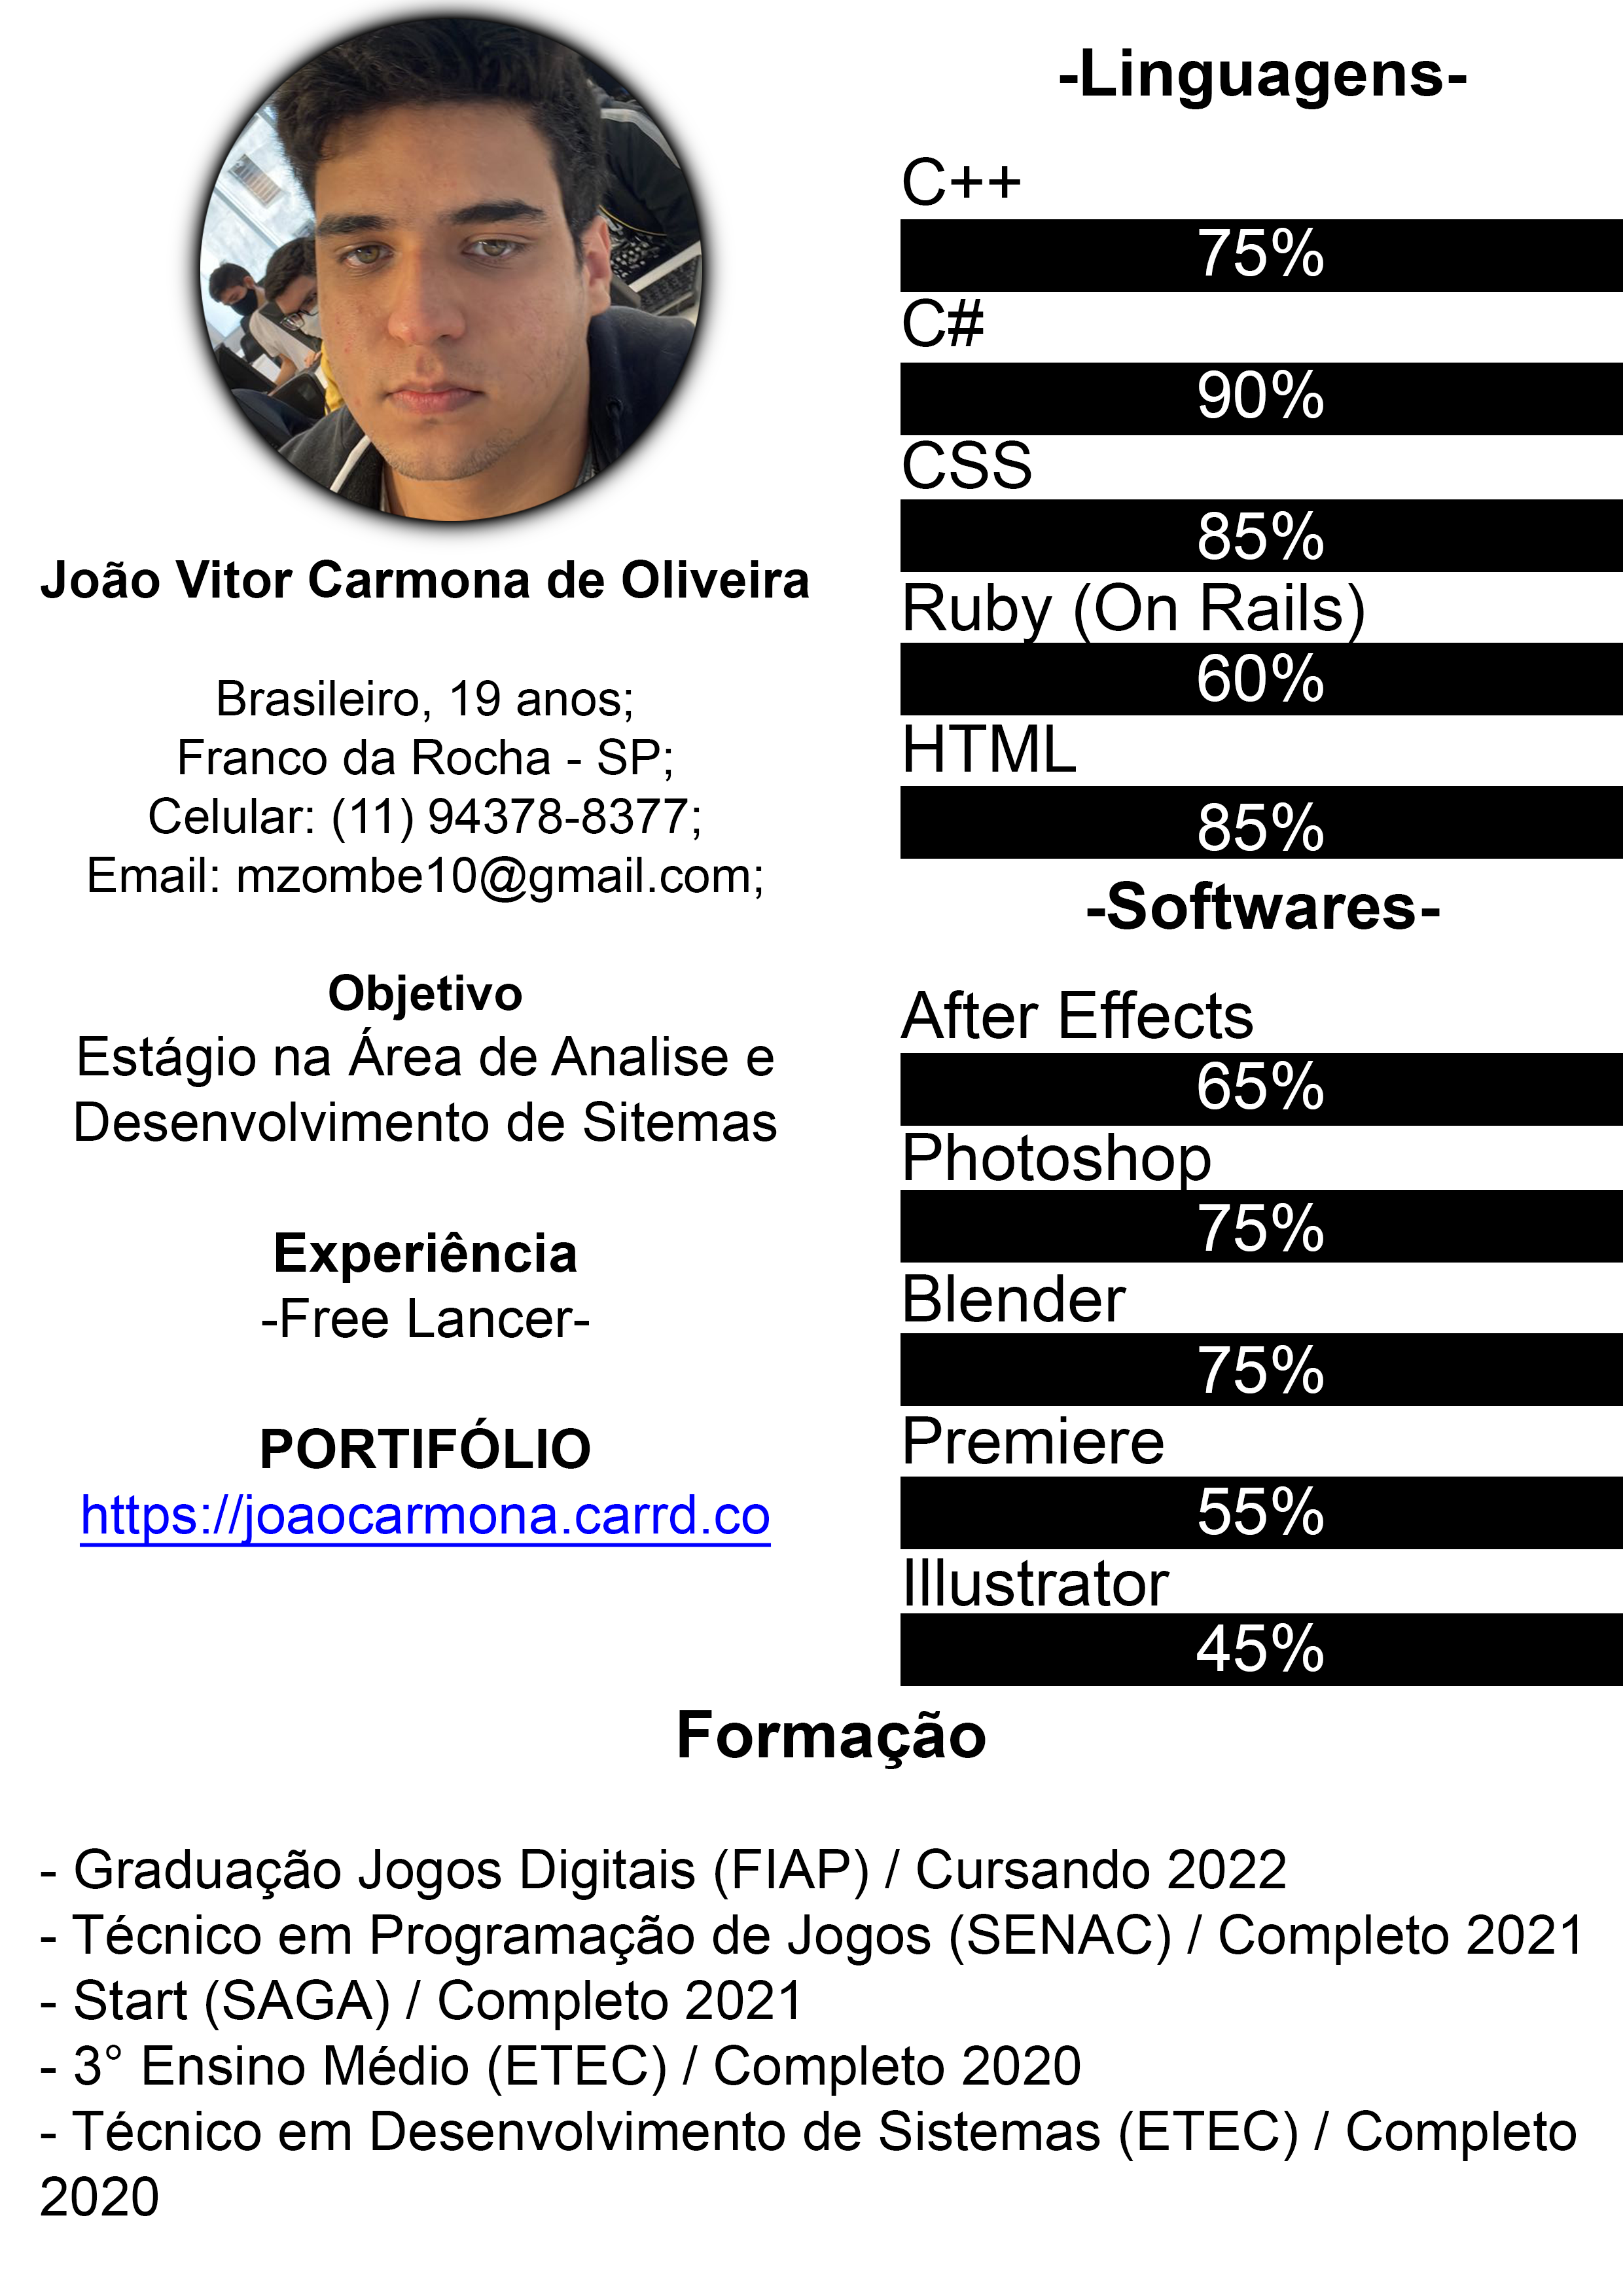 João Vitor Carmona de Oliveira
Brasileiro, 19 anos;
Franco da Rocha - SP;
Celular: (11) 94378-8377;
Email: mzombe10@gmail.com;
Objetivo
Estágio na Área de Analise e
Desenvolvimento de Sitemas
Experiência
-Free Lancer-
PORTIFÓLIO
https://joaocarmona.carrd.co
-Linguagens-
C++
75%
C#
90%
CSS
85%
Ruby (On Rails)
60%
HTML
85%
-Softwares-
After Effects
65%
Photoshop
75%
Blender
75%
Premiere
55%
Illustrator
45%
Formação
- Graduação Jogos Digitais (FIAP) / Cursando 2022
- Técnico em Programação de Jogos (SENAC) / Completo 2021
- Start (SAGA) / Completo 2021
- 3° Ensino Médio (ETEC) / Completo 2020
- Técnico em Desenvolvimento de Sistemas (ETEC) / Completo
2020